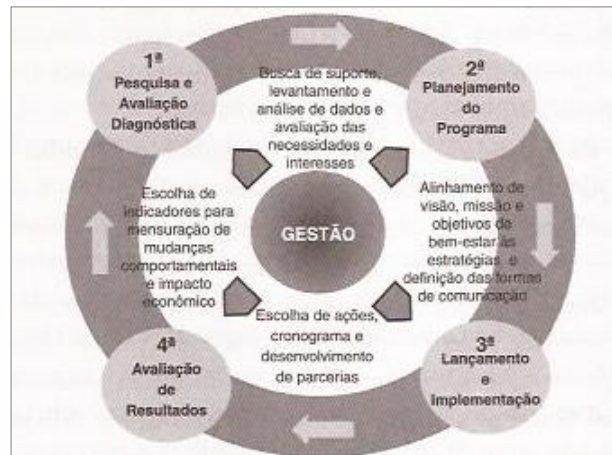 1ª
Pesquisa e
Avaliação
Diagnóstica
Busca de suporte,
levantamento e
análise de dados e
avaliação das
necessidades e
interesses
2ª
Planejamento
do
Programa
Alinhamento de
visão, missão e
objetivos de
bem-estar às
estratégias e
definição das formas
de comunicação
3ª
Lançamento
e
Implementação
Escolha de ações,
cronograma e
desenvolvimento
de parcerias
4ª
Avaliação
de
Resultados
Escolha de
indicadores para
mensuração de
mudanças
comportamentais
e impacto
econômico
GESTÃO